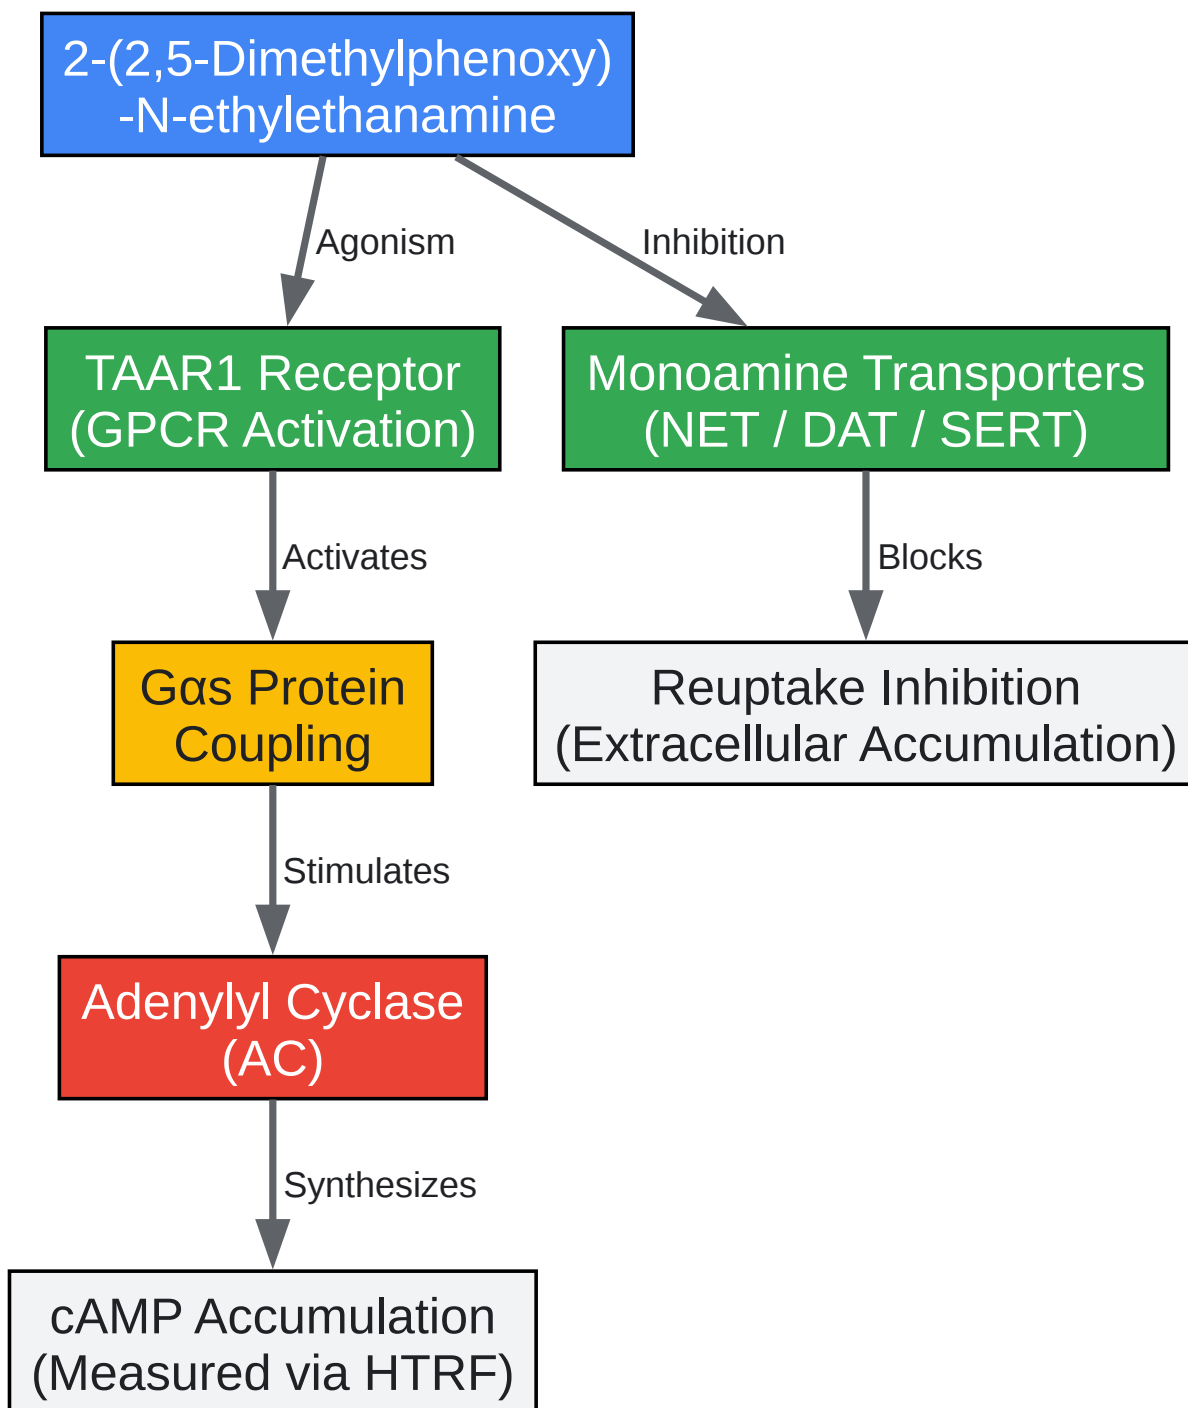 2-(2,5-Dimethylphenoxy)
-N-ethylethanamine
Agonism
Inhibition
TAAR1 Receptor
(GPCR Activation)
Monoamine Transporters
(NET / DAT / SERT)
Activates
Blocks
Gαs Protein
Coupling
Reuptake Inhibition
(Extracellular Accumulation)
Stimulates
Adenylyl Cyclase
(AC)
Synthesizes
cAMP Accumulation
(Measured via HTRF)